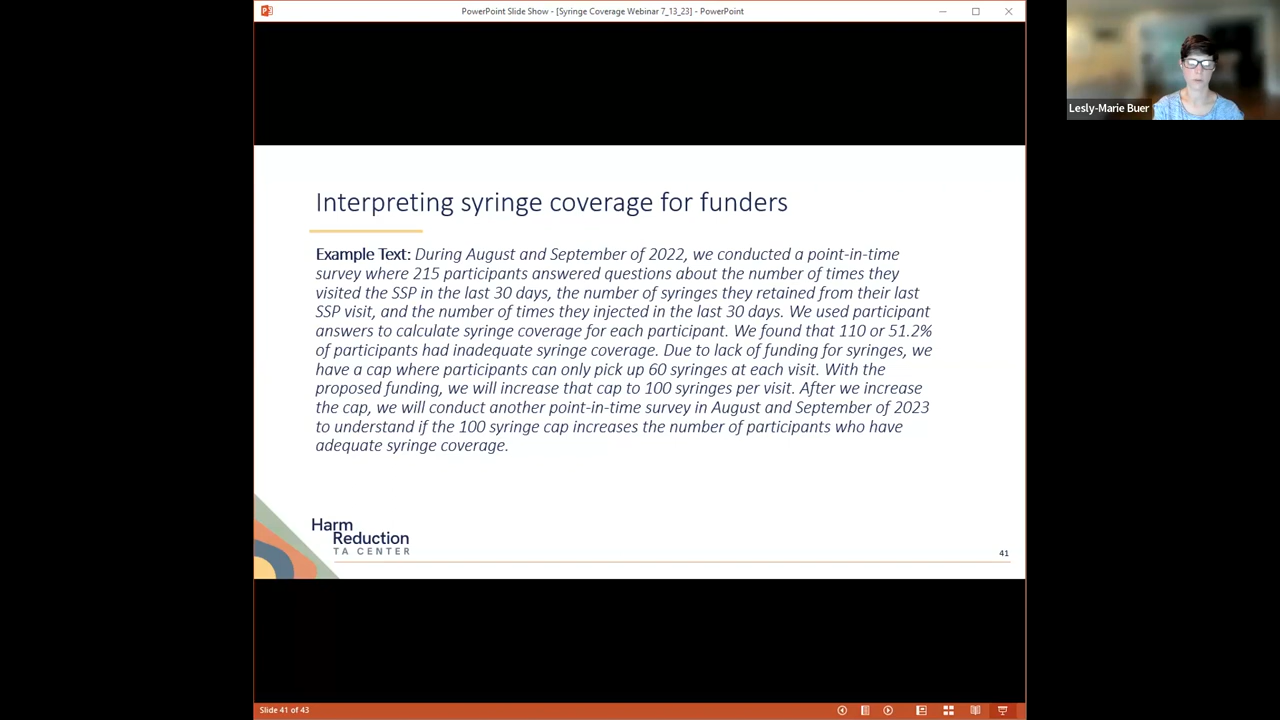 PowerPoint Slide Show - [Syringe Coverage Webinar 7_13_23] - PowerPoint
Lesly-Marie Buer
Interpreting syringe coverage for funders
Example Text: During August and September of 2022, we conducted a point-in-time
survey where 215 participants answered questions about the number of times they
visited the SSP in the last 30 days, the number of syringes they retained from their last
SSP visit, and the number of times they injected in the last 30 days. We used participant
answers to calculate syringe coverage for each participant. We found that 110 or 51.2%
of participants had inadequate syringe coverage. Due to lack of funding for syringes, we
have a cap where participants can only pick up 60 syringes at each visit. With the
proposed funding, we will increase that cap to 100 syringes per visit. After we increase
the cap, we will conduct another point-in-time survey in August and September of 2023
to understand if the 100 syringe cap increases the number of participants who have
adequate syringe coverage.
Harm
Reduction
TA CENTER
41
Slide 41 of 43